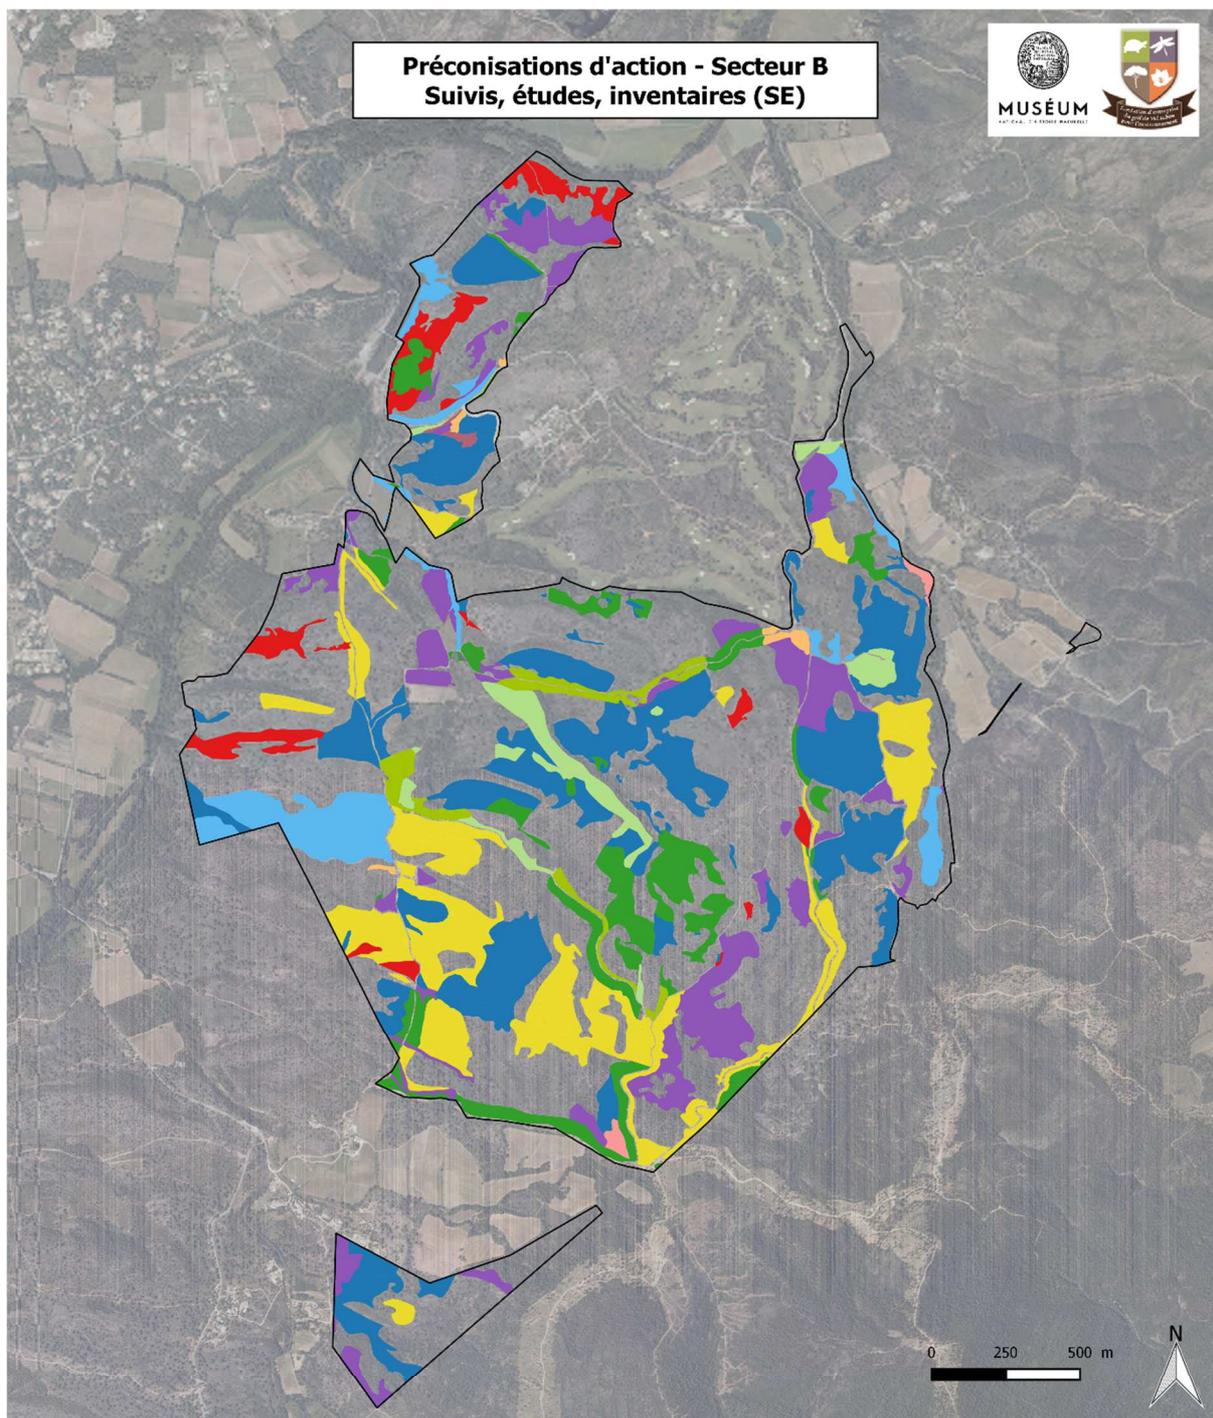 Préconisations d'action - Secteur B
Suivis, études, inventaires (SE)
MUSÉUM
N
0 250 500 m